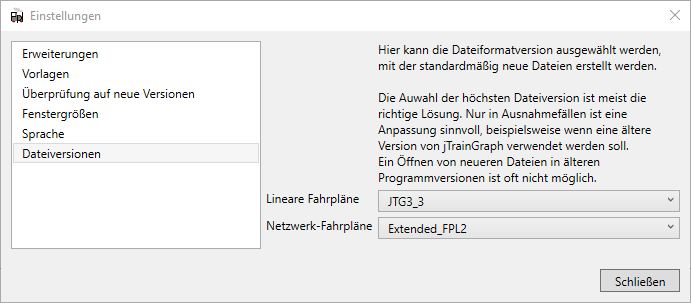 Einstellungen
Erweiterungen
Vorlagen
Überprüfung auf neue Versionen
Fenstergrößen
Sprache
Dateiversionen
Hier kann die Dateiformatversion ausgewählt werden,
mit der standardmäßig neue Dateien erstellt werden.
Die Auwahl der höchsten Dateiversion ist meist die
richtige Lösung. Nur in Ausnahmefällen ist eine
Anpassung sinnvoll, beispielsweise wenn eine ältere
Version von jTrainGraph verwendet werden soll.
Ein Öffnen von neueren Dateien in älteren
Programmversionen ist oft nicht möglich.
Lineare Fahrpläne JTG3_3
Netzwerk-Fahrpläne Extended_FPL2
Schließen